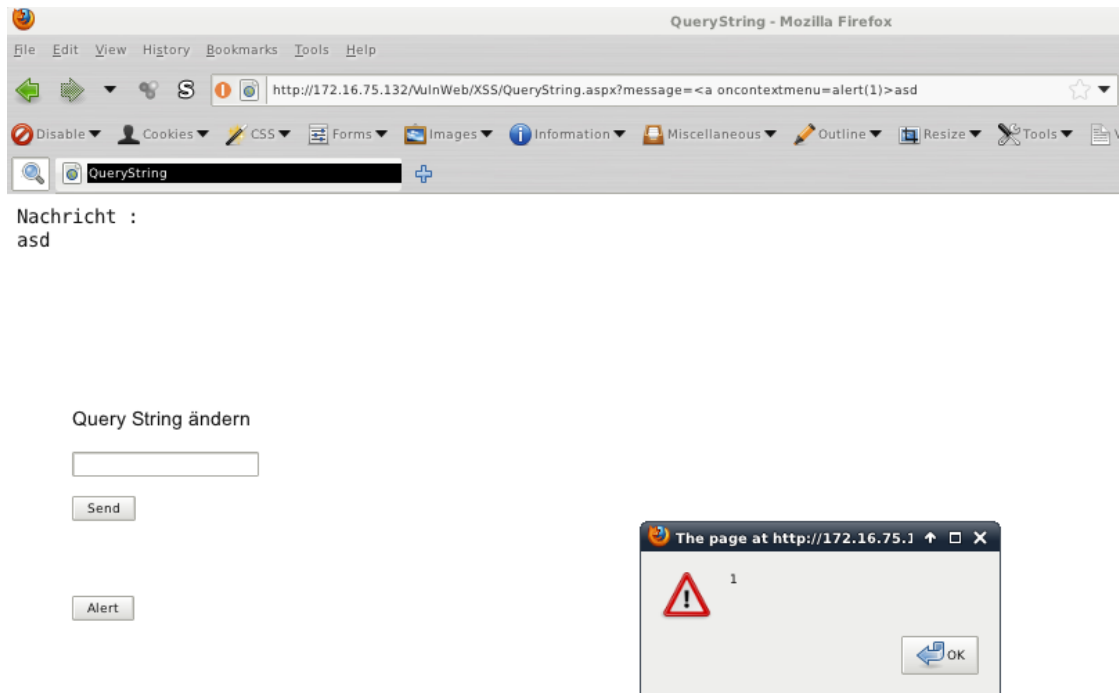 QueryString - Mozilla Firefox
File Edit View History Bookmarks Tools Help
S http://172.16.75.132/VulnWeb/XSS/QueryString.aspx?message=<a oncontextmenu=alert(1)>asd
Disable Cookies CSS Forms Images Information Miscellaneous Outline Resize Tools
QueryString
Nachricht :
asd
Query String ändern
Send
The page at http://172.16.75.1
1
Alert
OK